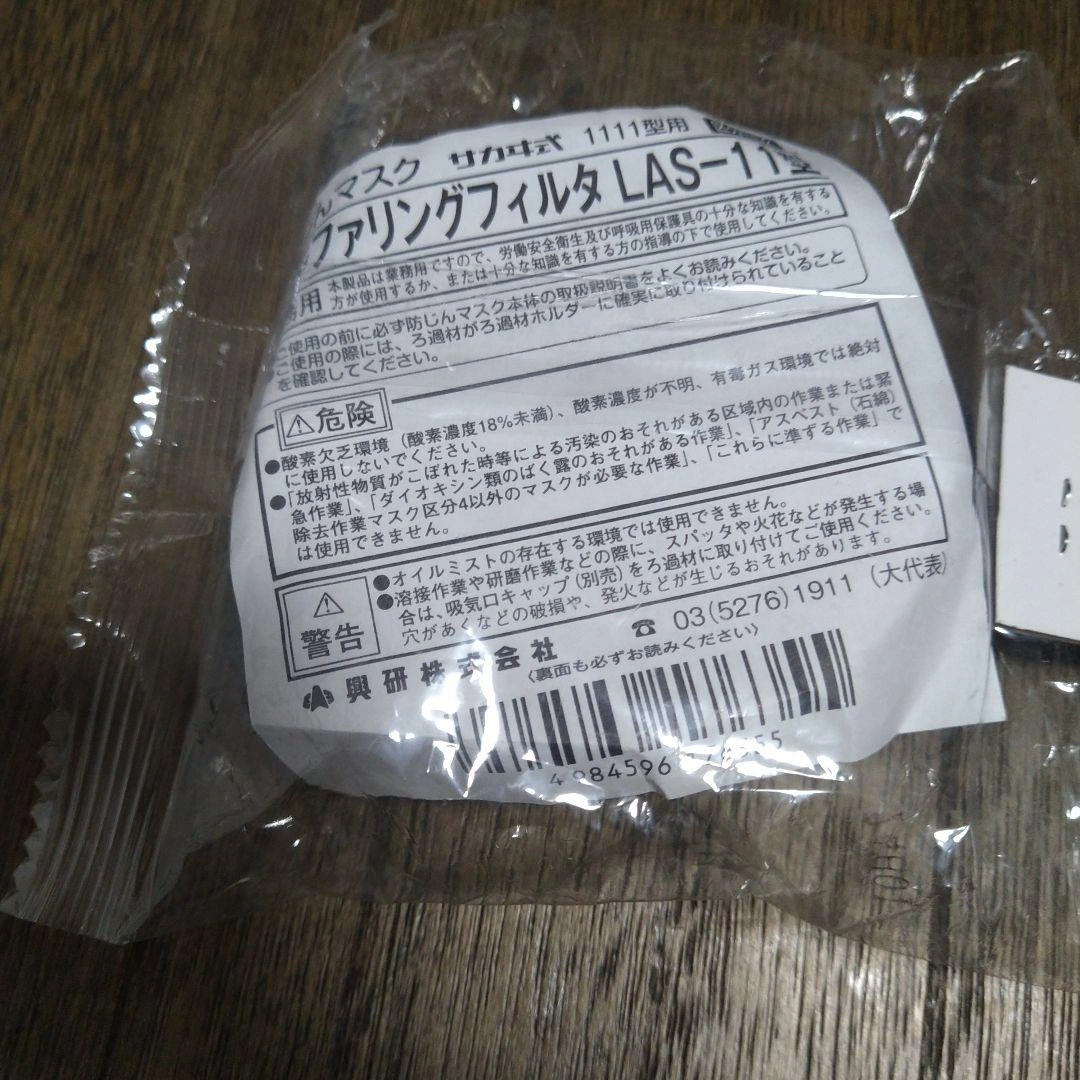 んマスク サカヰ式 1111型用
ファリングフィルタ LAS-11型
用
本製品は業務用ですので、労働安全衛生及び呼吸用保護具の十分な知識を有する
方が使用するか、または十分な知識を有する方の指導の下で使用してください。
ご使用の前に必ず防じんマスク本体の取扱説明書をよくお読みください。
ご使用の際には、ろ過材がろ過材ホルダーに確実に取り付けられていること
を確認してください。
⚠危険
●酸素欠乏環境（酸素濃度18%未満）、酸素濃度が不明、有毒ガス環境では絶対
に使用しないでください。
●「放射性物質がこぼれた時等による汚染のおそれがある区域内の作業または緊
急作業」、「ダイオキシン類のばく露のおそれがある作業」、「アスベスト（石綿）
除去作業マスク区分4以外のマスクが必要な作業」、「これらに準ずる作業」で
は使用できません。
⚠
警告
●オイルミストの存在する環境では使用できません。
●溶接作業や研磨作業などの際に、スパッタや火花などが発生する場
合は、吸気口キャップ（別売）をろ過材に取り付けてご使用ください。
穴があくなどの破損や、発火などが生じるおそれがあります。
興研株式会社 ☎ 03(5276)1911（大代表）
〈裏面も必ずお読みください〉
4 984596